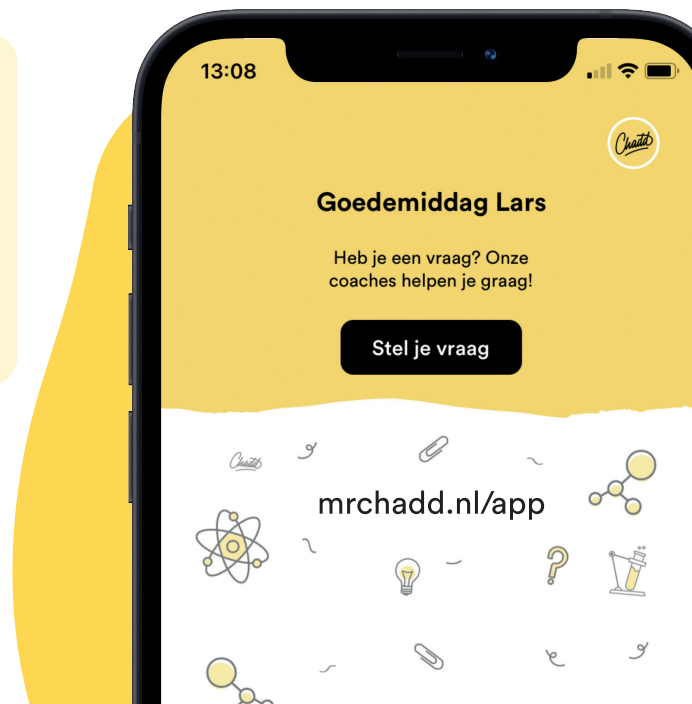 13:08
Chadd
Goedemiddag Lars
Heb je een vraag? Onze
coaches helpen je graag!
Stel je vraag
Chadd
mrchadd.nl/app